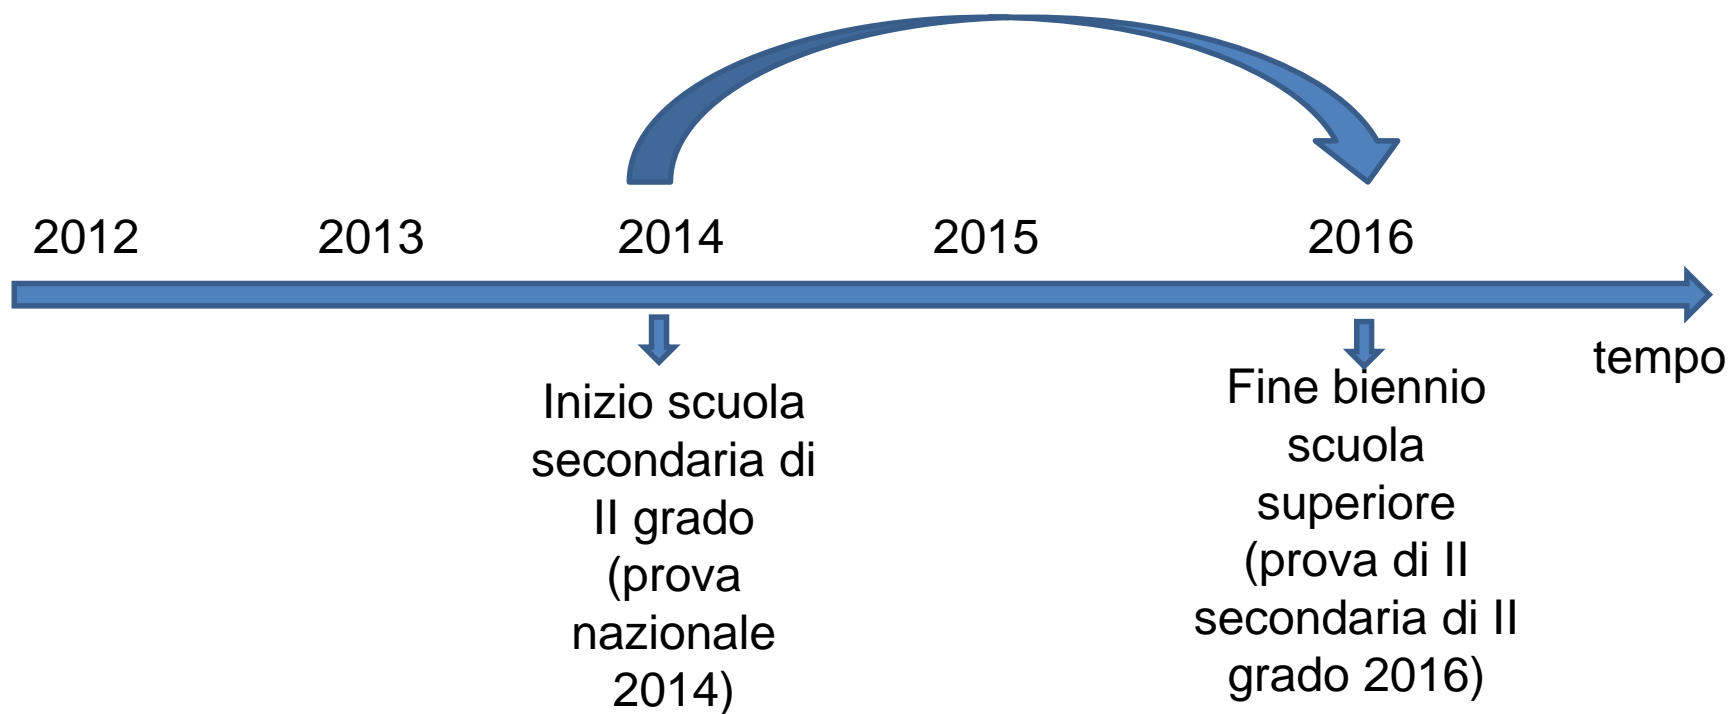 2012 2013 2014 2015 2016
tempo
Inizio scuola
secondaria di
II grado
(prova
nazionale
2014)
Fine biennio
scuola
superiore
(prova di II
secondaria di II
grado 2016)